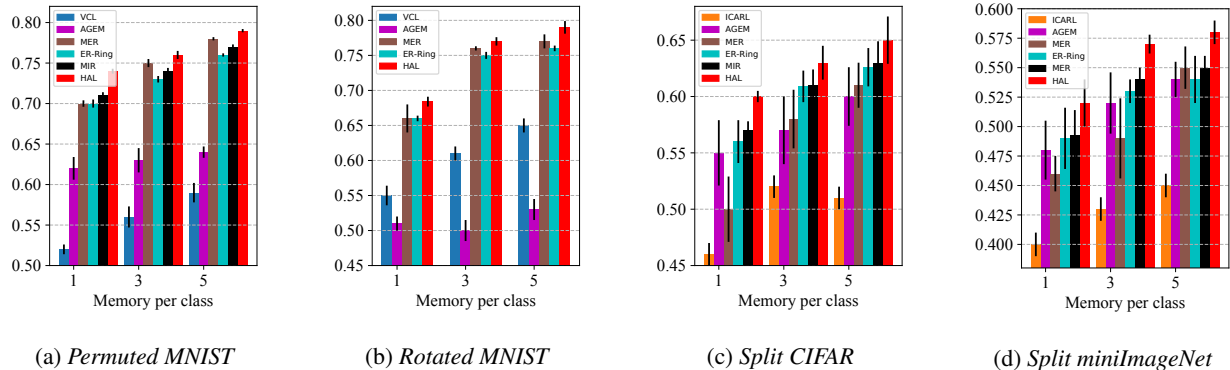 0.80
0.75
0.70
0.65
0.60
0.55
0.50
VCL
AGEM
MER
ER-Ring
MIR
HAL
1 3 5
Memory per class
(a) Permuted MNIST
0.80
0.75
0.70
0.65
0.60
0.55
0.50
0.45
VCL
AGEM
MER
ER-Ring
HAL
1 3 5
Memory per class
(b) Rotated MNIST
0.65
0.60
0.55
0.50
0.45
ICARL
AGEM
MER
ER-Ring
MIR
HAL
1 3 5
Memory per class
(c) Split CIFAR
0.600
0.575
0.550
0.525
0.500
0.475
0.450
0.425
0.400
ICARL
AGEM
MER
ER-Ring
MER
HAL
1 3 5
Memory per class
(d) Split miniImageNet